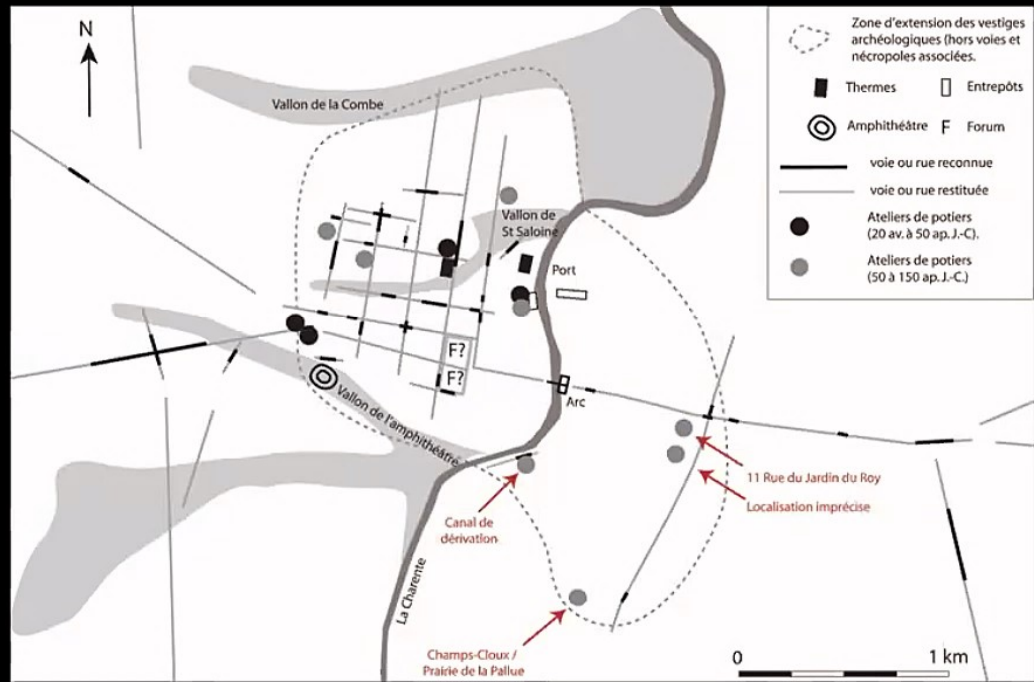 N
Vallon de la Combe
Vallon de
St Saloine
Port
F?
F?
Arc
Vallon de l'amphithéâtre
11 Rue du Jardin du Roy
Localisation imprécise
Canal de
dérivation
La Charente
Champs-Cloux /
Prairie de la Pallue
0 1 km
Zone d'extension des vestiges
archéologiques (hors voies et
nécropoles associées.
Thermes
Entrepôts
Amphithéâtre
F Forum
voie ou rue reconnue
voie ou rue restituée
Ateliers de potiers
(20 av. à 50 ap. J.-C).
Ateliers de potiers
(50 à 150 ap. J.-C.)